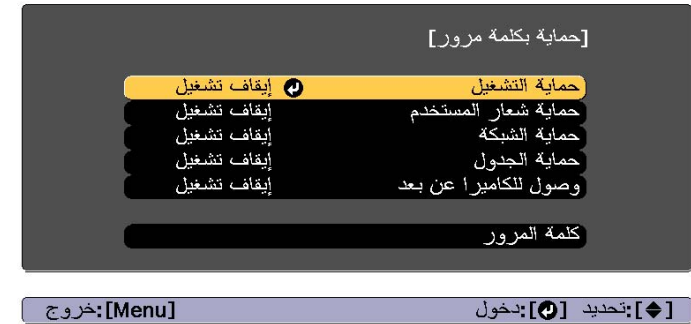 [حماية بكلمة مرور]
حماية التشغيل إيقاف تشغيل
حماية شعار المستخدم إيقاف تشغيل
حماية الشبكة إيقاف تشغيل
حماية الجدول إيقاف تشغيل
وصول للكاميرا عن بعد إيقاف تشغيل
كلمة المرور
[◆]:تحديد [↵]:دخول [Menu]:خروج